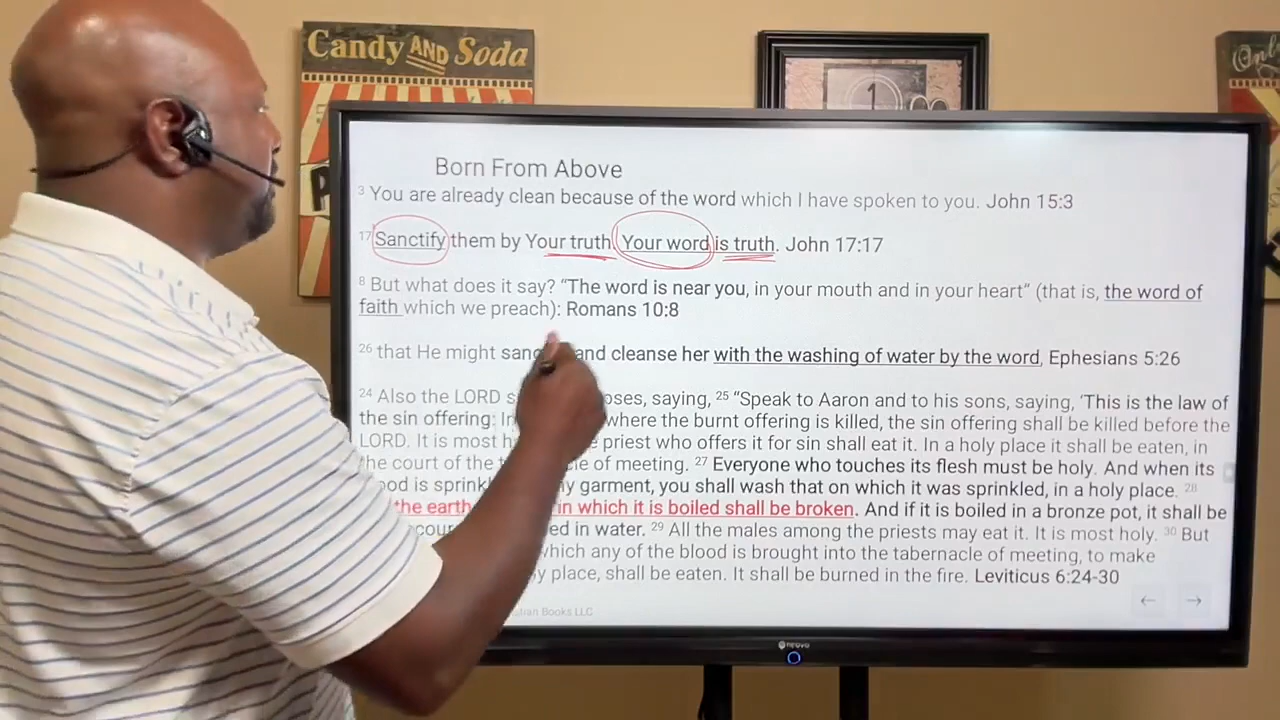 Candy AND Soda
Onl
1
Born From Above
3 You are already clean because of the word which I have spoken to you. John 15:3
17 Sanctify them by Your truth. Your word is truth. John 17:17
8 But what does it say? “The word is near you, in your mouth and in your heart” (that is, the word of
faith which we preach): Romans 10:8
26 that He might and cleanse her with the washing of water by the word, Ephesians 5:26
24 Also the LORD saying, 25 “Speak to Aaron and to his sons, saying, ‘This is the law of
the sin offering: where the burnt offering is killed, the sin offering shall be killed before the
LORD. It is most priest who offers it for sin shall eat it. In a holy place it shall be eaten, in
the court of the of meeting. 27 Everyone who touches its flesh must be holy. And when its
is garment, you shall wash that on which it was sprinkled, in a holy place. 28
the earth in which it is boiled shall be broken. And if it is boiled in a bronze pot, it shall be
in water. 29 All the males among the priests may eat it. It is most holy. 30 But
which any of the blood is brought into the tabernacle of meeting, to make
place, shall be eaten. It shall be burned in the fire. Leviticus 6:24-30
Books LLC
← →